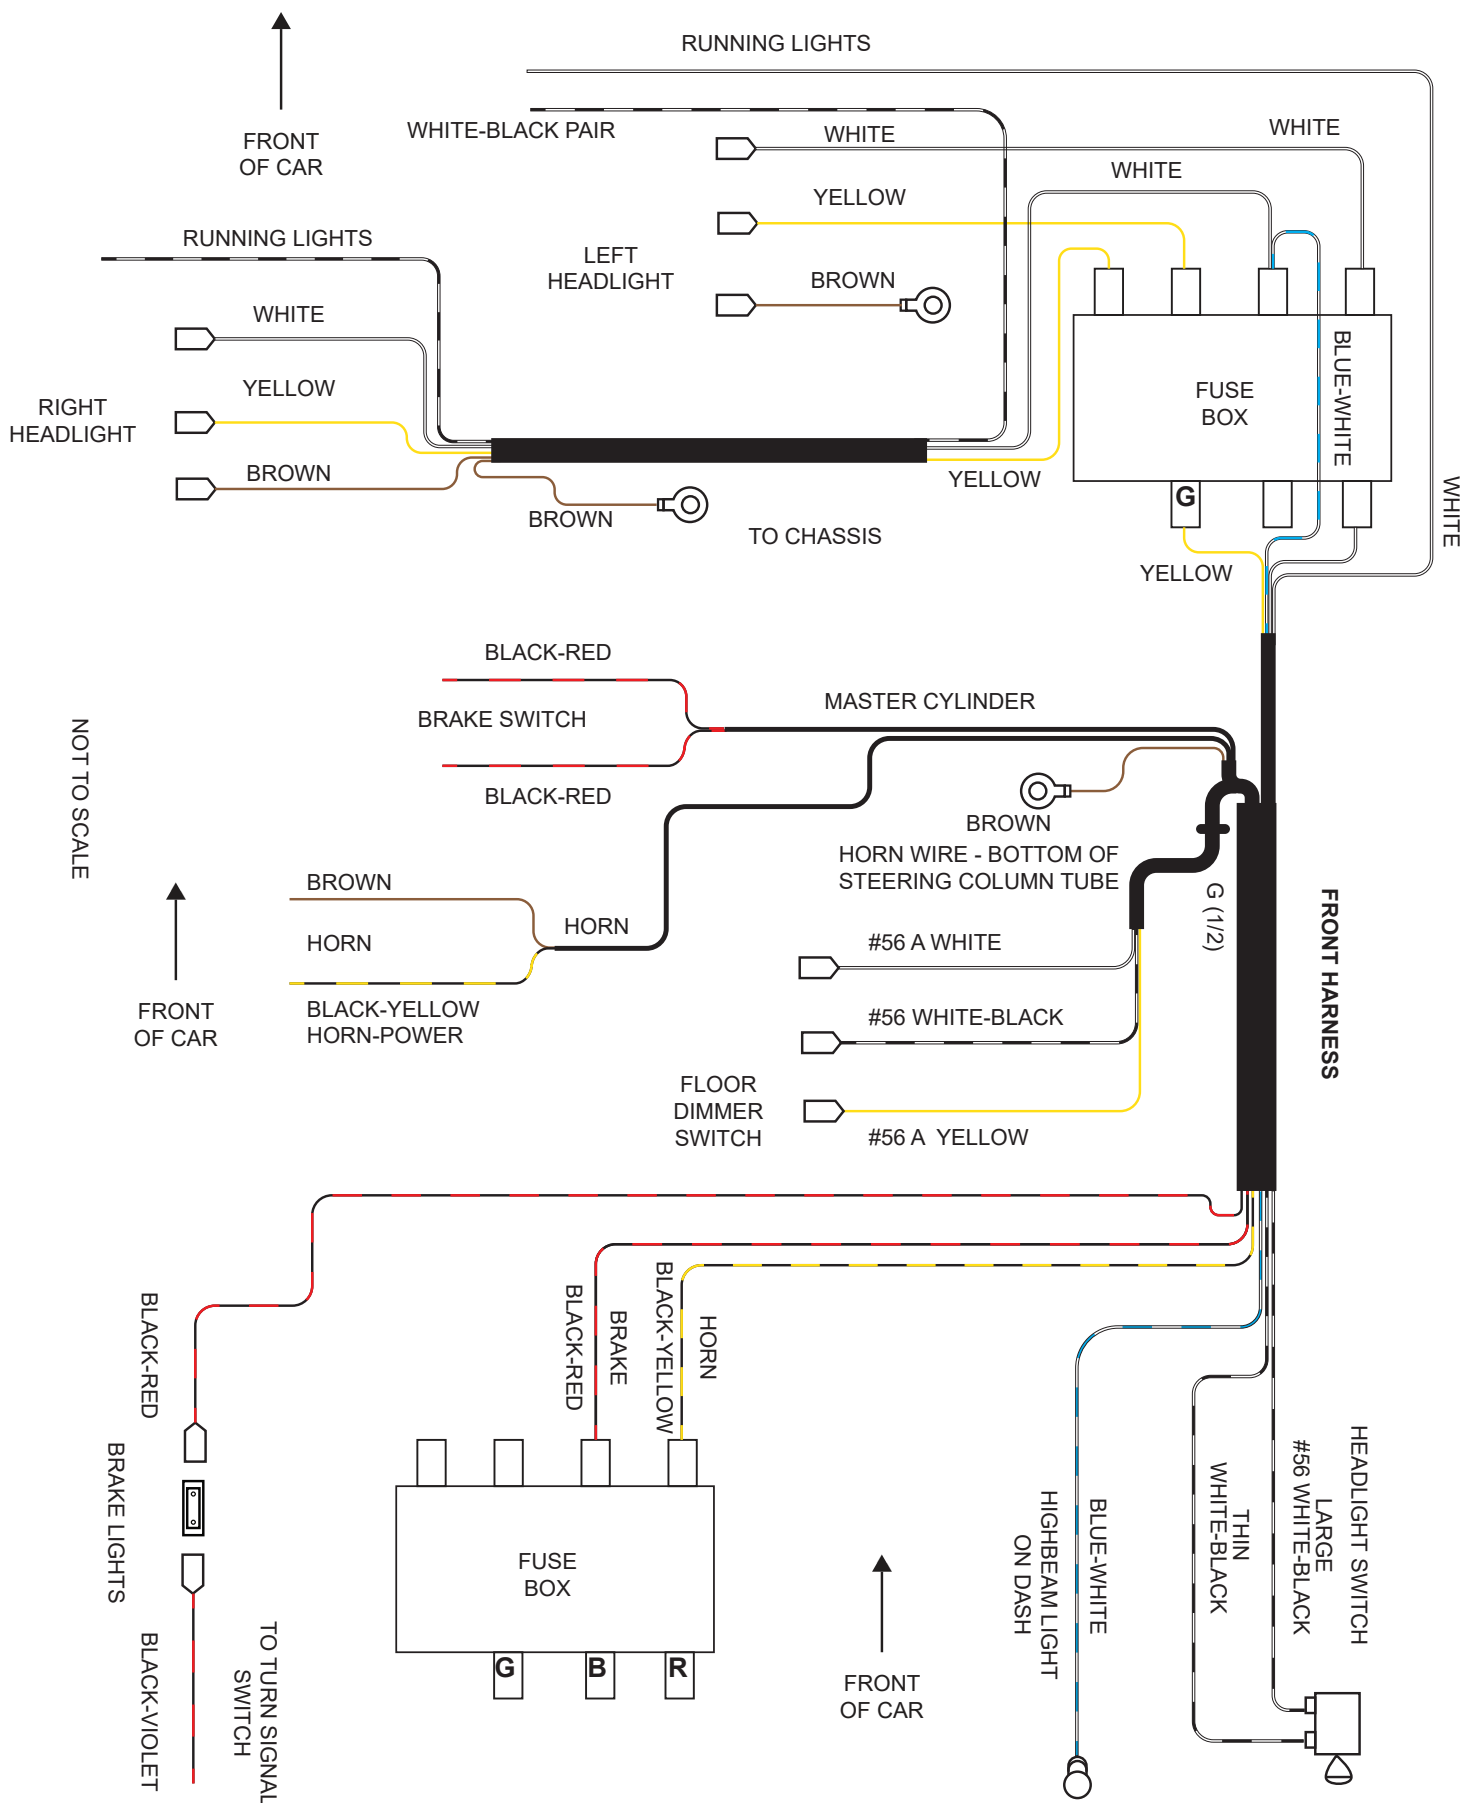 RUNNING LIGHTS
WHITE-BLACK PAIR
FRONT
OF CAR
WHITE
WHITE
WHITE
YELLOW
RUNNING LIGHTS
LEFT
HEADLIGHT
BROWN
WHITE
YELLOW
RIGHT
HEADLIGHT
BROWN
BROWN
TO CHASSIS
YELLOW
FUSE
BOX
BLUE-WHITE
G
YELLOW
WHITE
BLACK-RED
BRAKE SWITCH
BLACK-RED
MASTER CYLINDER
NOT TO SCALE
BROWN
HORN WIRE - BOTTOM OF
STEERING COLUMN TUBE
G (1/2)
FRONT HARNESS
BROWN
HORN
HORN
BLACK-YELLOW
HORN-POWER
FRONT
OF CAR
#56 A WHITE
#56 WHITE-BLACK
FLOOR
DIMMER
SWITCH
#56 A YELLOW
BLACK-RED
BRAKE LIGHTS
BLACK-VIOLET
TO TURN SIGNAL
SWITCH
BLACK-RED
BRAKE
BLACK-YELLOW
HORN
FUSE
BOX
G
B
R
FRONT
OF CAR
BLUE-WHITE
HIGHBEAM LIGHT
ON DASH
THIN
WHITE-BLACK
HEADLIGHT SWITCH
LARGE
#56 WHITE-BLACK